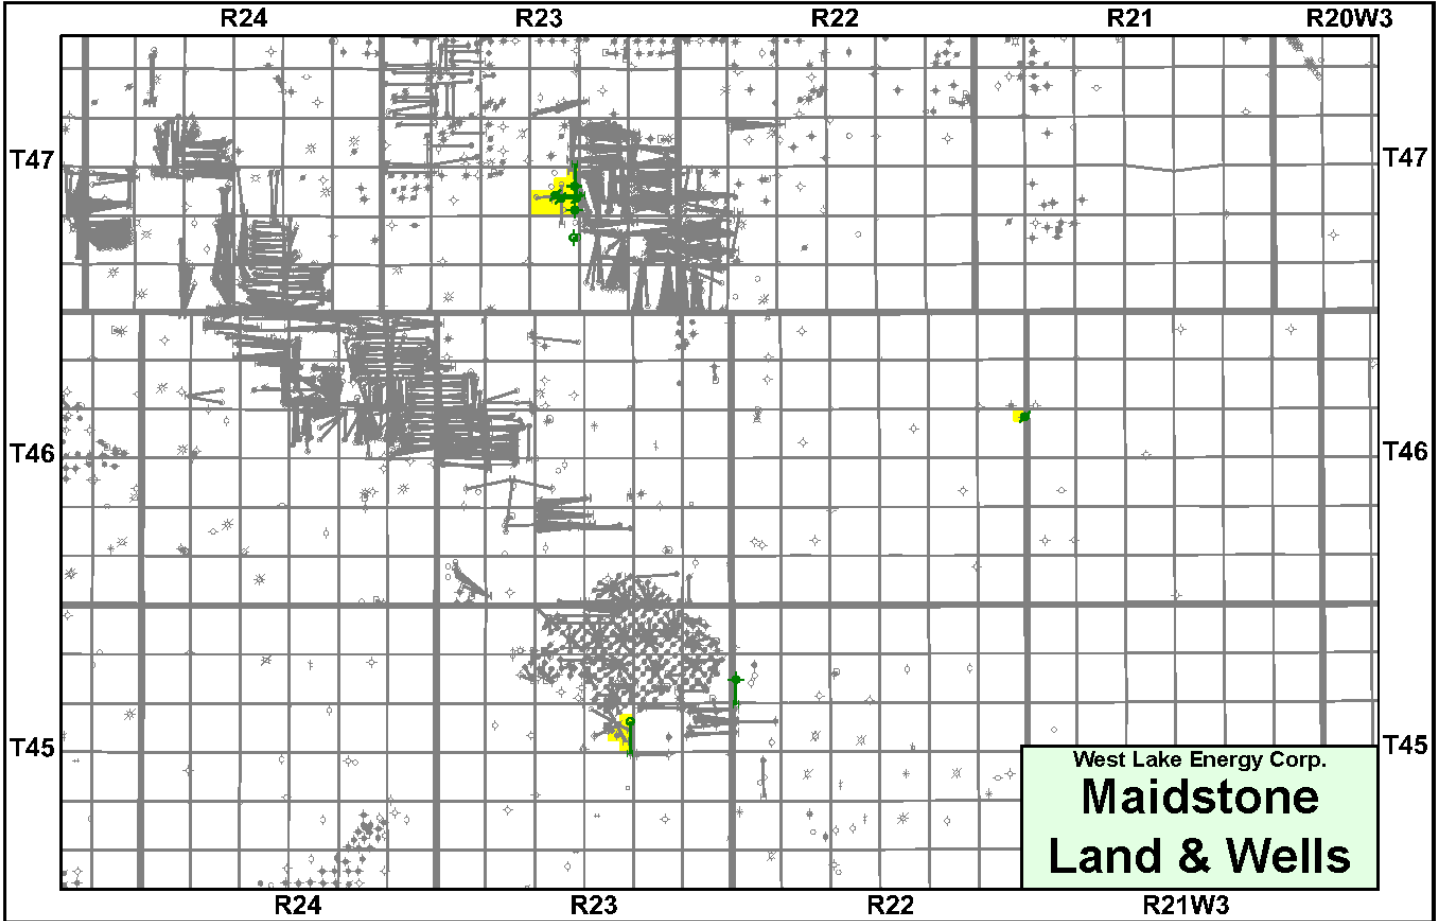 R24 R23 R22 R21 R20W3
T47 T47
T46 T46
T45 T45
West Lake Energy Corp.
Maidstone
Land & Wells
R24 R23 R22 R21W3